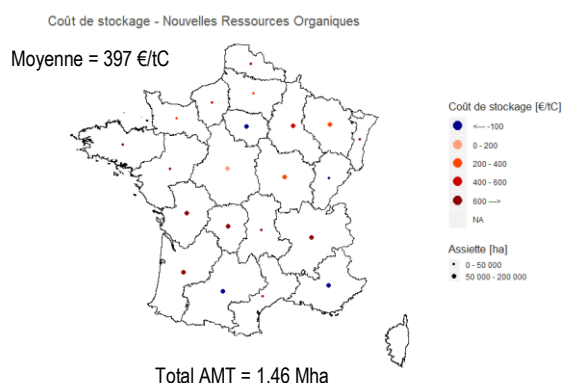 Coût de stockage - Nouvelles Ressources Organiques
Moyenne = 397 €/tC
Coût de stockage [€/tC]
<--- -100
0 - 200
200 - 400
400 - 600
600 --->
NA
Assiette [ha]
0 - 50 000
50 000 - 200 000
Total AMT = 1.46 Mha